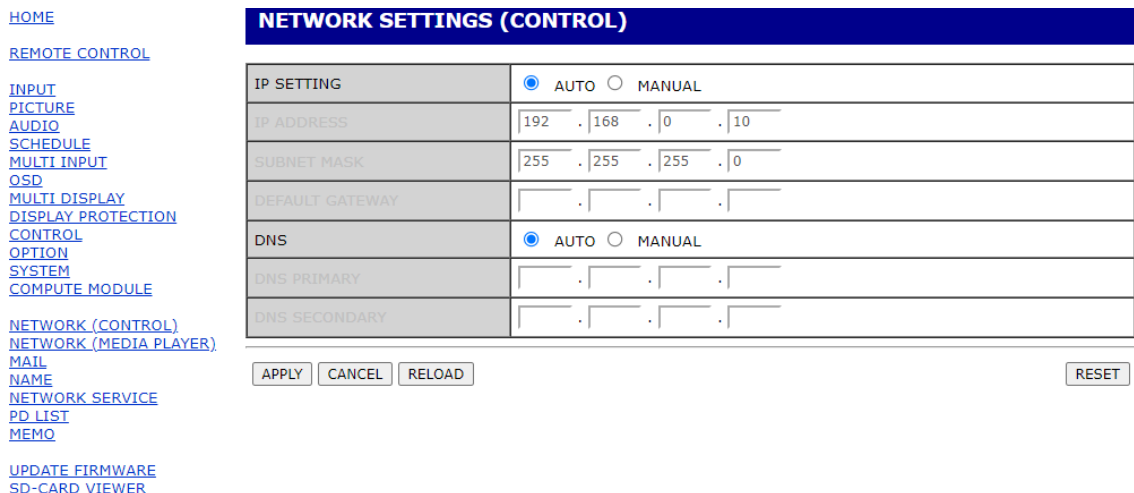 HOME
REMOTE CONTROL
INPUT
PICTURE
AUDIO
SCHEDULE
MULTI INPUT
OSD
MULTI DISPLAY
DISPLAY PROTECTION
CONTROL
OPTION
SYSTEM
COMPUTE MODULE
NETWORK (CONTROL)
NETWORK (MEDIA PLAYER)
MAIL
NAME
NETWORK SERVICE
PD LIST
MEMO
UPDATE FIRMWARE
SD-CARD VIEWER
NETWORK SETTINGS (CONTROL)
IP SETTING AUTO MANUAL
IP ADDRESS 192 . 168 . 0 . 10
SUBNET MASK 255 . 255 . 255 . 0
DEFAULT GATEWAY . . .
DNS AUTO MANUAL
DNS PRIMARY . . .
DNS SECONDARY . . .
APPLY CANCEL RELOAD RESET